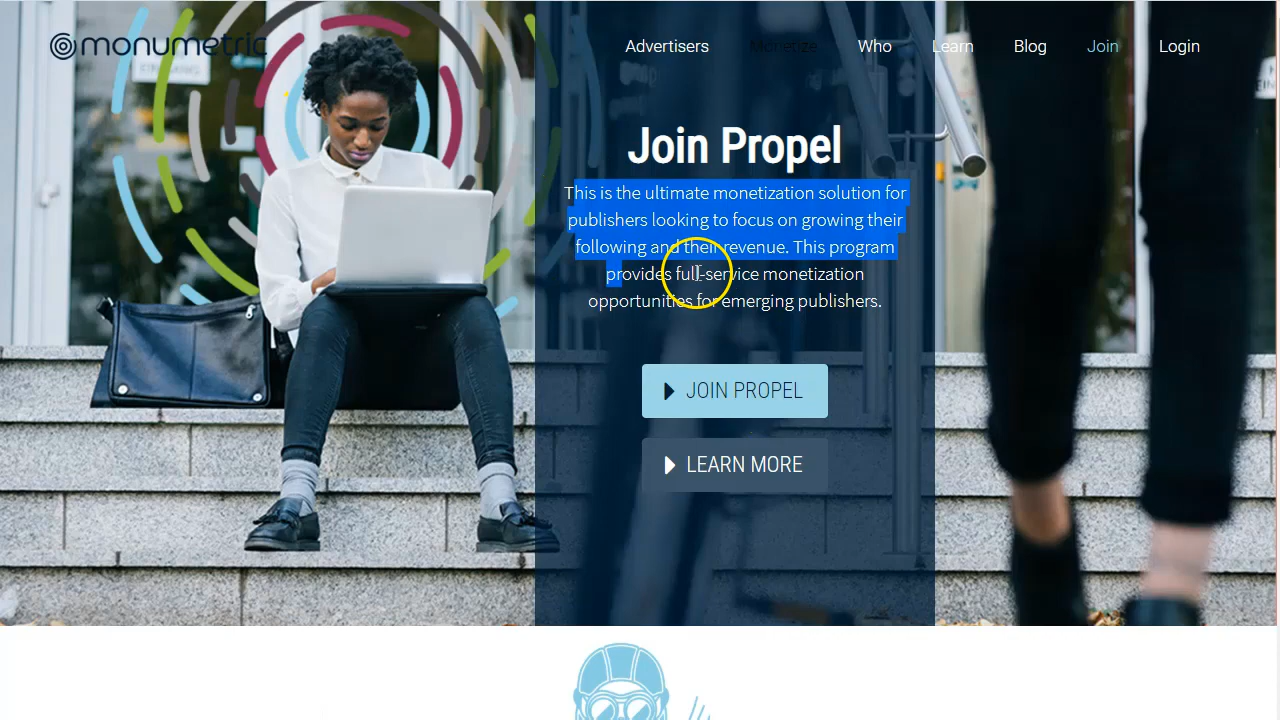 monumetric
Advertisers Monetize Who Learn Blog Join Login
Join Propel
This is the ultimate monetization solution for
publishers looking to focus on growing their
following and their revenue. This program
provides full-service monetization
opportunities for emerging publishers.
JOIN PROPEL
LEARN MORE